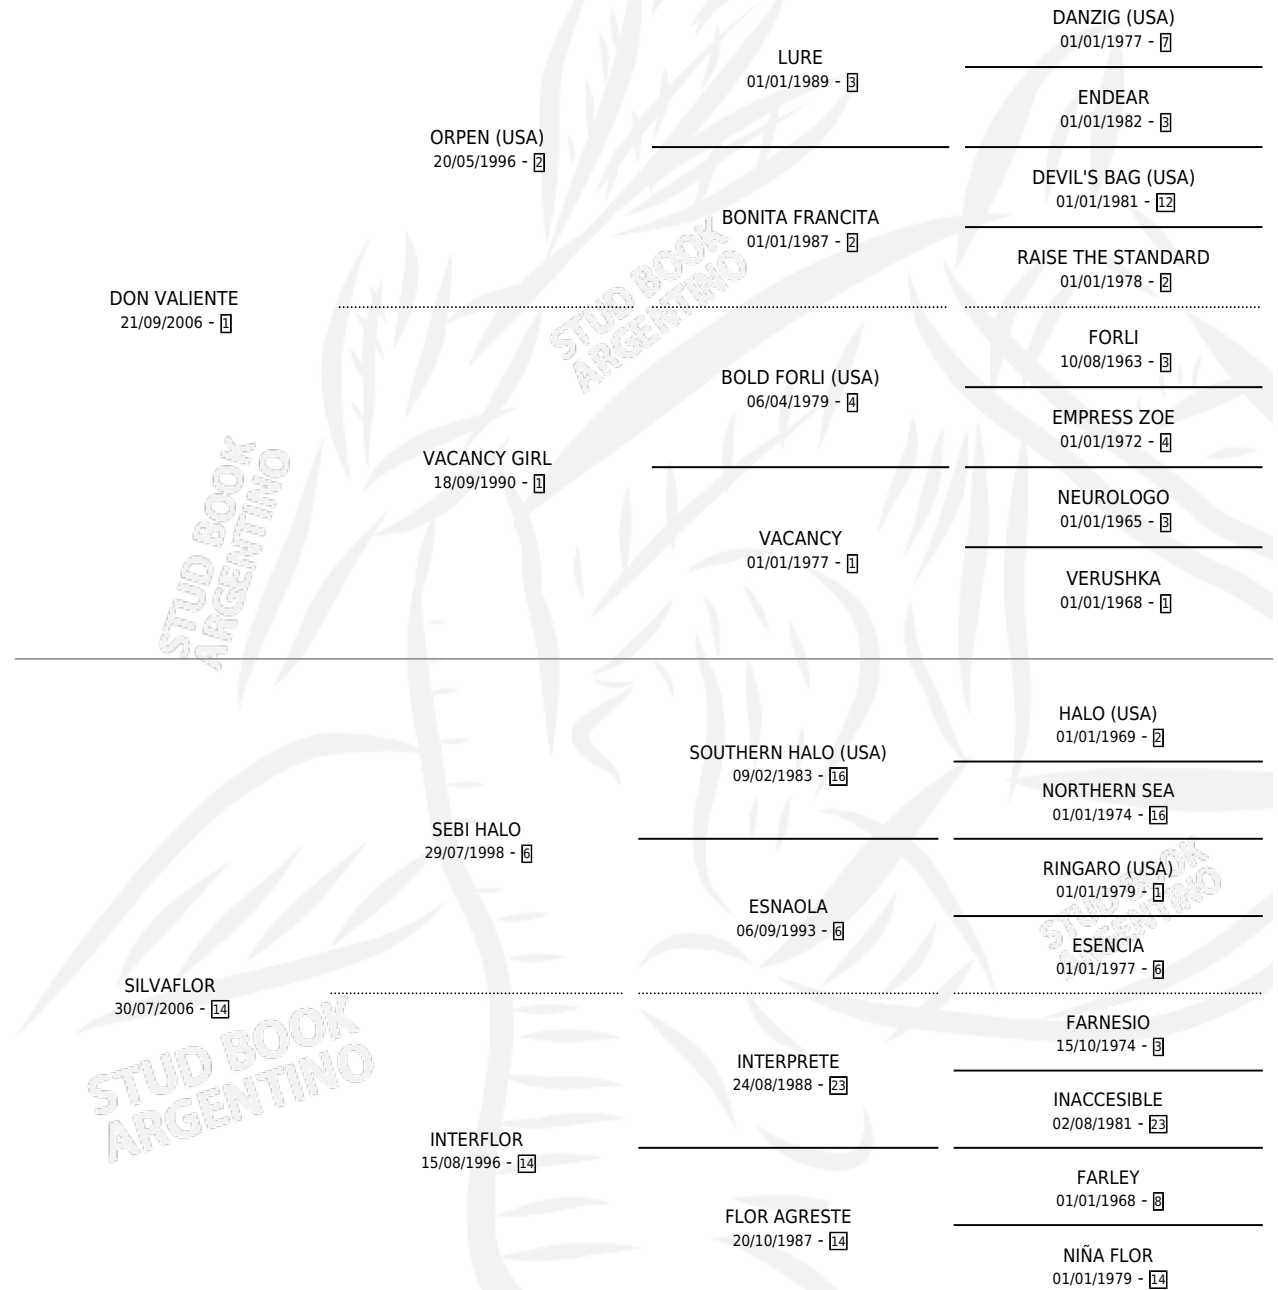 DANZIG (USA)
01/01/1977 - 7
LURE
01/01/1989 - 3
ENDEAR
01/01/1982 - 3
ORPEN (USA)
20/05/1996 - 2
DEVIL'S BAG (USA)
01/01/1981 - 12
BONITA FRANCITA
01/01/1987 - 2
RAISE THE STANDARD
01/01/1978 - 2
DON VALIENTE
21/09/2006 - 1
FORLI
10/08/1963 - 3
BOLD FORLI (USA)
06/04/1979 - 4
EMPRESS ZOE
01/01/1972 - 4
VACANCY GIRL
18/09/1990 - 1
NEUROLOGO
01/01/1965 - 3
VACANCY
01/01/1977 - 1
VERUSHKA
01/01/1968 - 1
HALO (USA)
01/01/1969 - 2
SOUTHERN HALO (USA)
09/02/1983 - 16
NORTHERN SEA
01/01/1974 - 16
SEBI HALO
29/07/1998 - 6
RINGARO (USA)
01/01/1979 - 1
ESNAOLA
06/09/1993 - 6
ESENCIA
01/01/1977 - 6
SILVAFLOR
30/07/2006 - 14
FARNESIO
15/10/1974 - 3
INTERPRETE
24/08/1988 - 23
INACCESIBLE
02/08/1981 - 23
INTERFLOR
15/08/1996 - 14
FARLEY
01/01/1968 - 8
FLOR AGRESTE
20/10/1987 - 14
NIÑA FLOR
01/01/1979 - 14
STUD BOOK
ARGENTINO
STUD BOOK
ARGENTINO
STUD BOOK
ARGENTINO
STUD BOOK
ARGENTINO